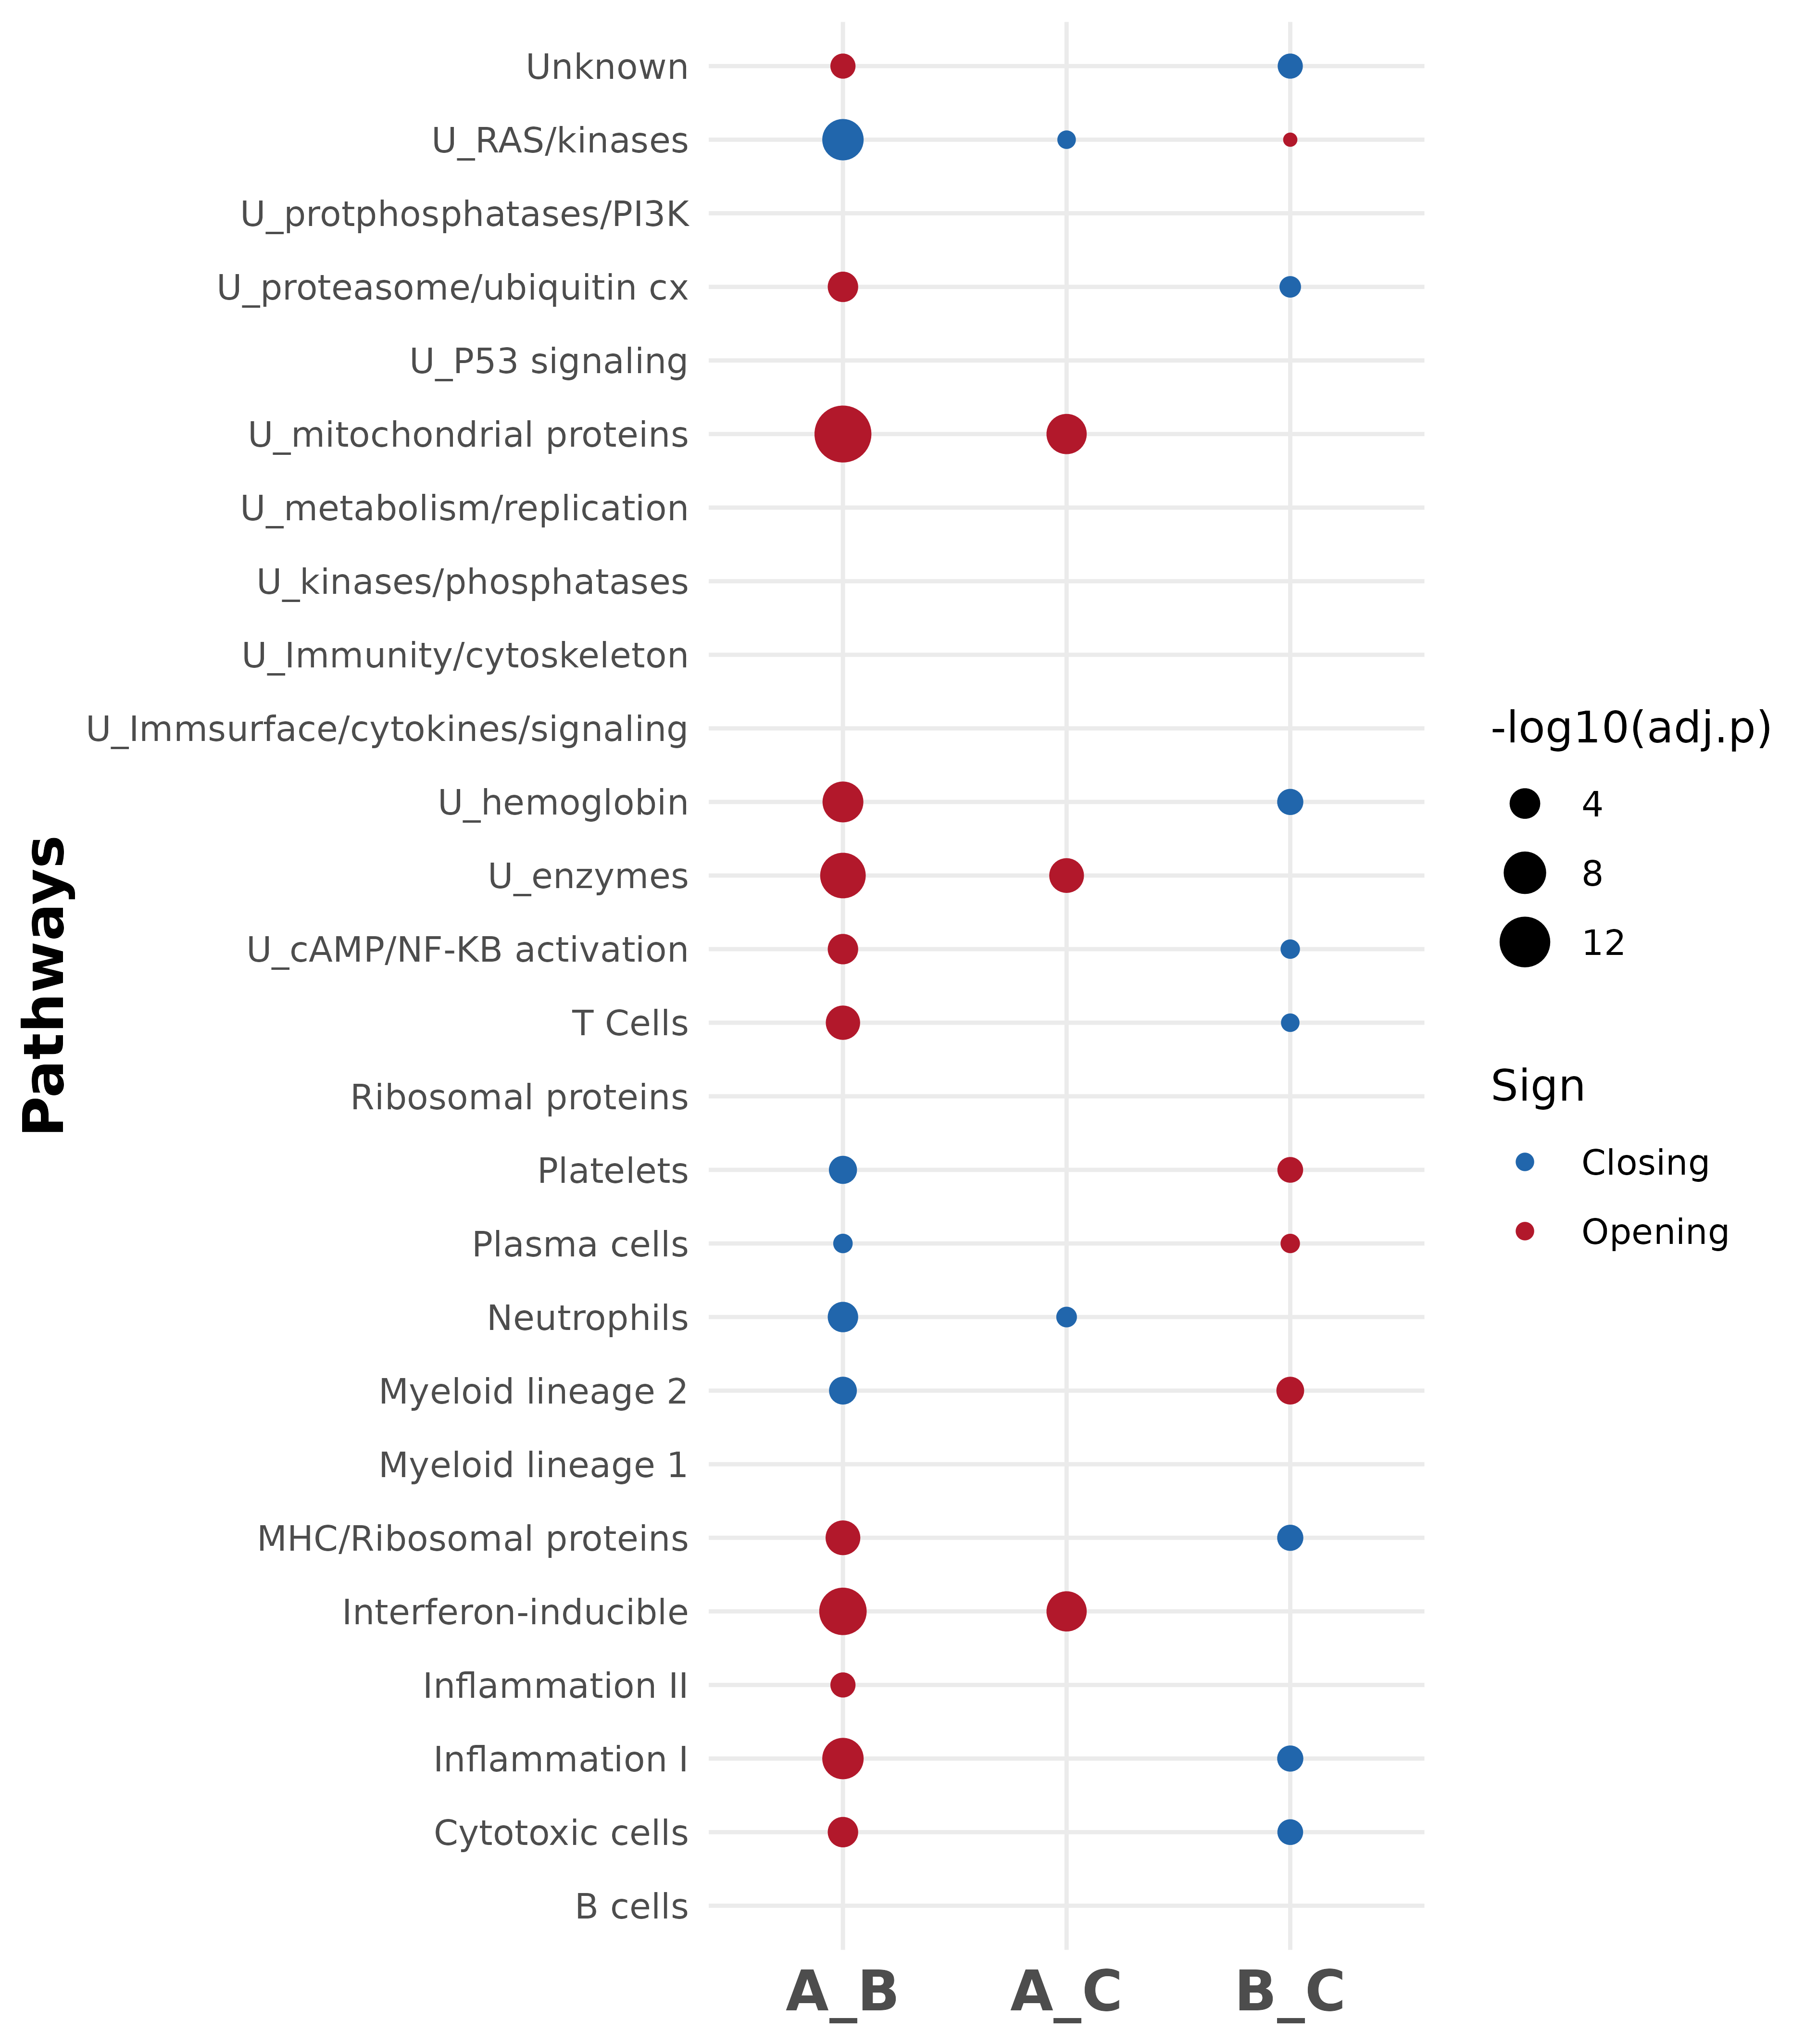 Pathways
Unknown
U_RAS/kinases
U_protphosphatases/PI3K
U_proteasome/ubiquitin cx
U_P53 signaling
U_mitochondrial proteins
U_metabolism/replication
U_kinases/phosphatases
U_Immunity/cytoskeleton
U_Immsurface/cytokines/signaling
U_hemoglobin
U_enzymes
U_cAMP/NF-KB activation
T Cells
Ribosomal proteins
Platelets
Plasma cells
Neutrophils
Myeloid lineage 2
Myeloid lineage 1
MHC/Ribosomal proteins
Interferon-inducible
Inflammation II
Inflammation I
Cytotoxic cells
B cells
A_B A_C B_C
-log10(adj.p)
4
8
12
Sign
Closing
Opening